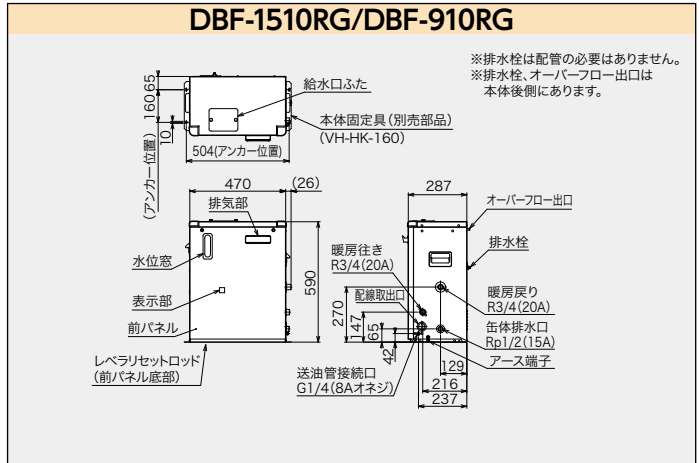 DBF-1510RG/DBF-910RG
※排水栓は配管の必要はありません。
※排水栓、オーバーフロー出口は
本体後側にあります。
65
160
10
(アンカー位置)
給水口ふた
本体固定具(別売部品)
(VH-HK-160)
504(アンカー位置)
470
(26)
排気部
水位窓
表示部
前パネル
レベラリセットロッド
(前パネル底部)
590
287
オーバーフロー出口
排水栓
暖房往き
R3/4(20A)
配線取出口
270
147
65
42
暖房戻り
R3/4(20A)
缶体排水口
Rp1/2(15A)
アース端子
送油管接続口
G1/4(8Aオネジ)
129
216
237